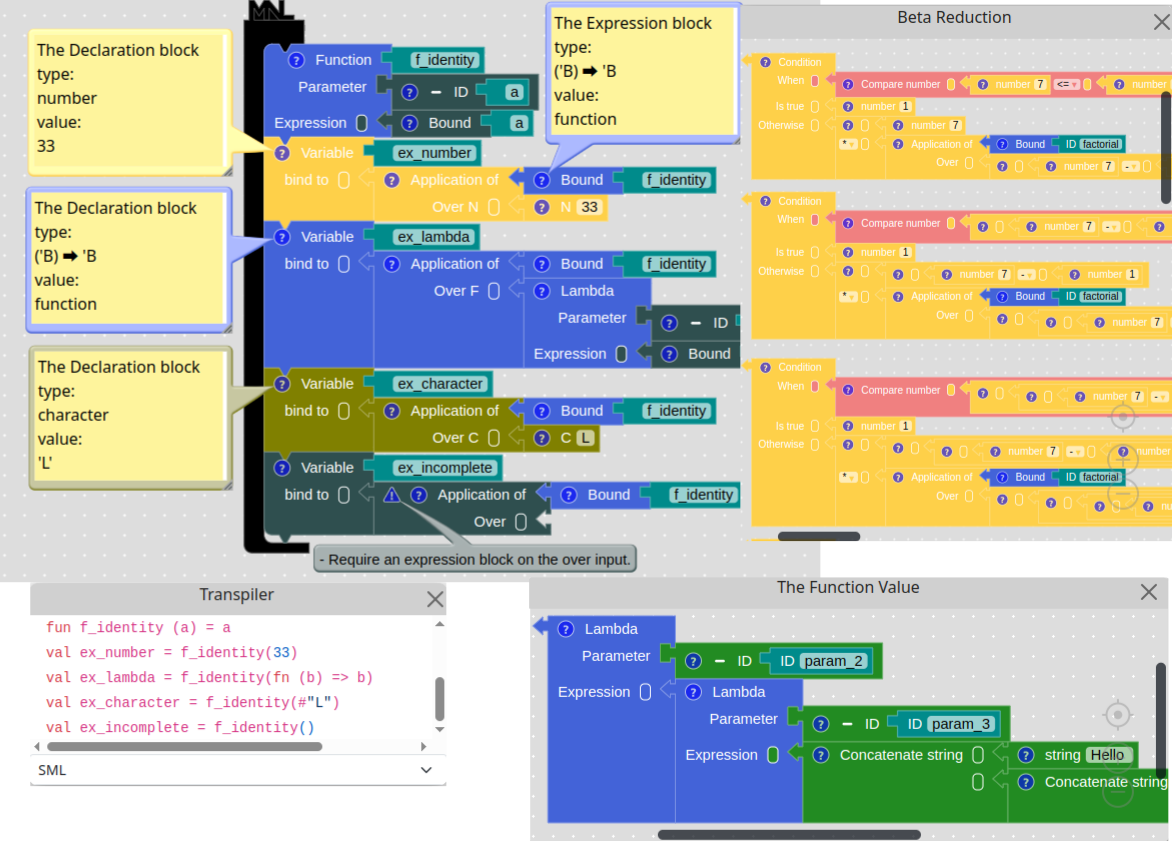 MNL
The Declaration block
type:
number
value:
33
The Declaration block
type:
('B) ➡ 'B
value:
function
The Declaration block
type:
character
value:
'L'
The Expression block
type:
('B) ➡ 'B
value:
function
? Function f_identity
Parameter ? − ID a
Expression ? Bound a
? Variable ex_number
bind to ? Application of ? Bound f_identity
Over N ? N 33
? Variable ex_lambda
bind to ? Application of ? Bound f_identity
Over F ? Lambda
Parameter ? − ID
Expression ? Bound
? Variable ex_character
bind to ? Application of ? Bound f_identity
Over C ? C L
? Variable ex_incomplete
bind to ! ? Application of ? Bound f_identity
Over
- Require an expression block on the over input.
Beta Reduction
? Condition
When ? Compare number ? number 7 <= ? number
Is true ? number 1
Otherwise ? ? number 7
* ? Application of ? Bound ID factorial
Over ? ? number 7 -
? Condition
When ? Compare number ? ? number 7 - ?
Is true ? number 1
Otherwise ? ? ? number 7 - ? number 1
* ? Application of ? Bound ID factorial
Over ? ? ? number 7
? Condition
When ? Compare number ? ? ? number 7 -
Is true ? number 1
Otherwise ? ? ? ? number 7 - ? number
* ? Application of ? Bound ID factorial
Over ? ? ? ?
Transpiler
fun f_identity (a) = a
val ex_number = f_identity(33)
val ex_lambda = f_identity(fn (b) => b)
val ex_character = f_identity(#"L")
val ex_incomplete = f_identity()
SML
The Function Value
? Lambda
Parameter ? − ID ID param_2
Expression ? Lambda
Parameter ? − ID ID param_3
Expression ? Concatenate string ? string Hello
? Concatenate string